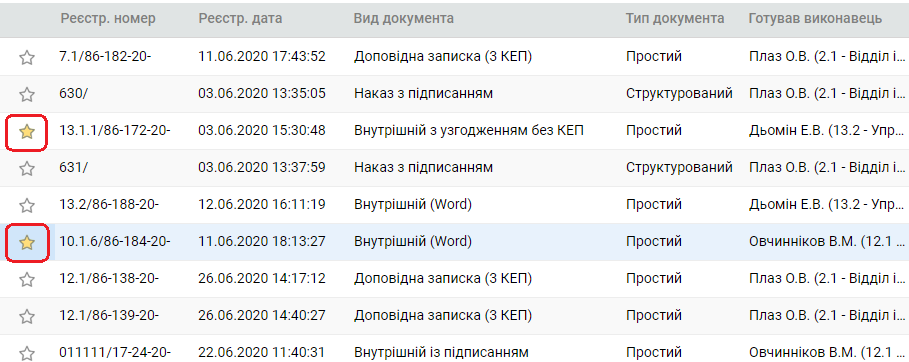 Реєстр. номер Реєстр. дата Вид документа Тип документа Готував виконавець
7.1/86-182-20- 11.06.2020 17:43:52 Доповідна записка (З КЕП) Простий Плаз О.В. (2.1 - Відділ і...
630/ 03.06.2020 13:35:05 Наказ з підписанням Структурований Плаз О.В. (2.1 - Відділ і...
13.1.1/86-172-20- 03.06.2020 15:30:48 Внутрішній з узгодженням без КЕП Простий Дьомін Е.В. (13.2 - Упр...
631/ 03.06.2020 13:37:59 Наказ з підписанням Структурований Плаз О.В. (2.1 - Відділ і...
13.2/86-188-20- 12.06.2020 16:11:19 Внутрішній (Word) Простий Дьомін Е.В. (13.2 - Упр...
10.1.6/86-184-20- 11.06.2020 18:13:27 Внутрішній (Word) Простий Овчинніков В.М. (12.1 ...
12.1/86-138-20- 26.06.2020 14:17:12 Доповідна записка (З КЕП) Простий Плаз О.В. (2.1 - Відділ і...
12.1/86-139-20- 26.06.2020 14:40:27 Доповідна записка (З КЕП) Простий Плаз О.В. (2.1 - Відділ і...
011111/17-24-20- 22.06.2020 11:40:31 Внутрішній із підписанням Простий Овчинніков В.М. (12.1 ...